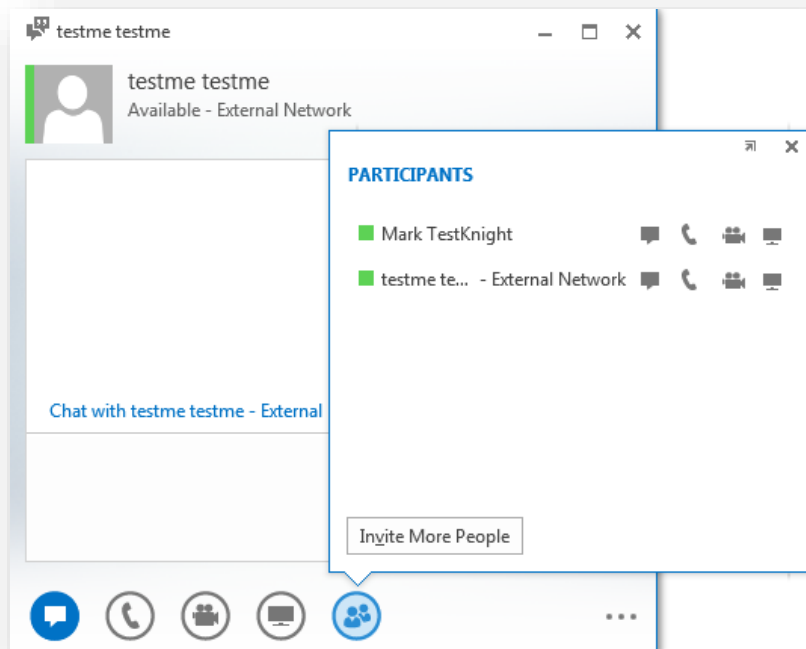 testme testme
testme testme
Available - External Network
PARTICIPANTS
Mark TestKnight
testme te... - External Network
Chat with testme testme - External
Invite More People